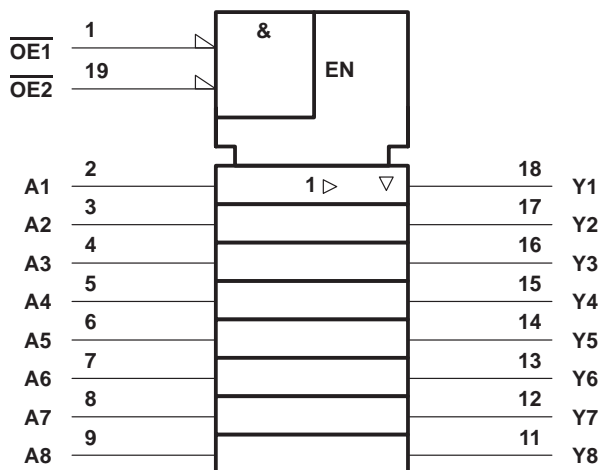 &
1
OE1
19
OE2
EN
2 18
A1 1 Y1
3 17
A2 Y2
4 16
A3 Y3
5 15
A4 Y4
6 14
A5 Y5
7 13
A6 Y6
8 12
A7 Y7
9 11
A8 Y8